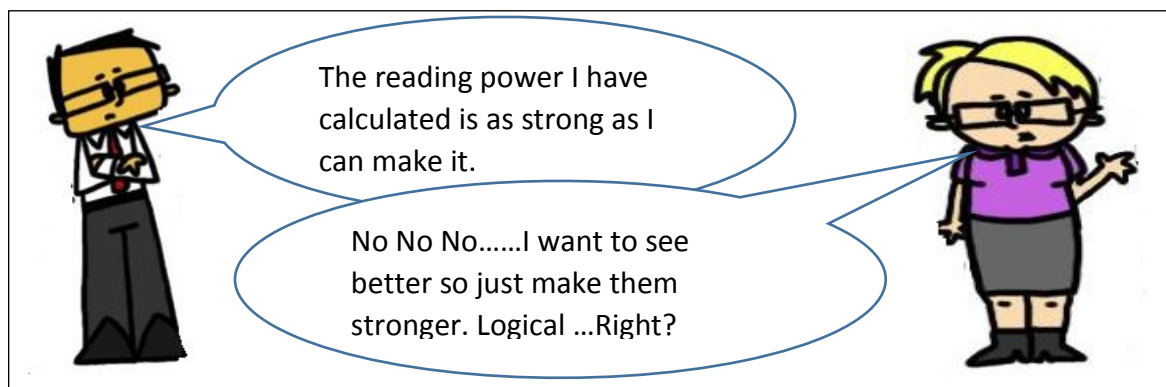 The reading power I have
calculated is as strong as I
can make it.
No No No……I want to see
better so just make them
stronger. Logical …Right?